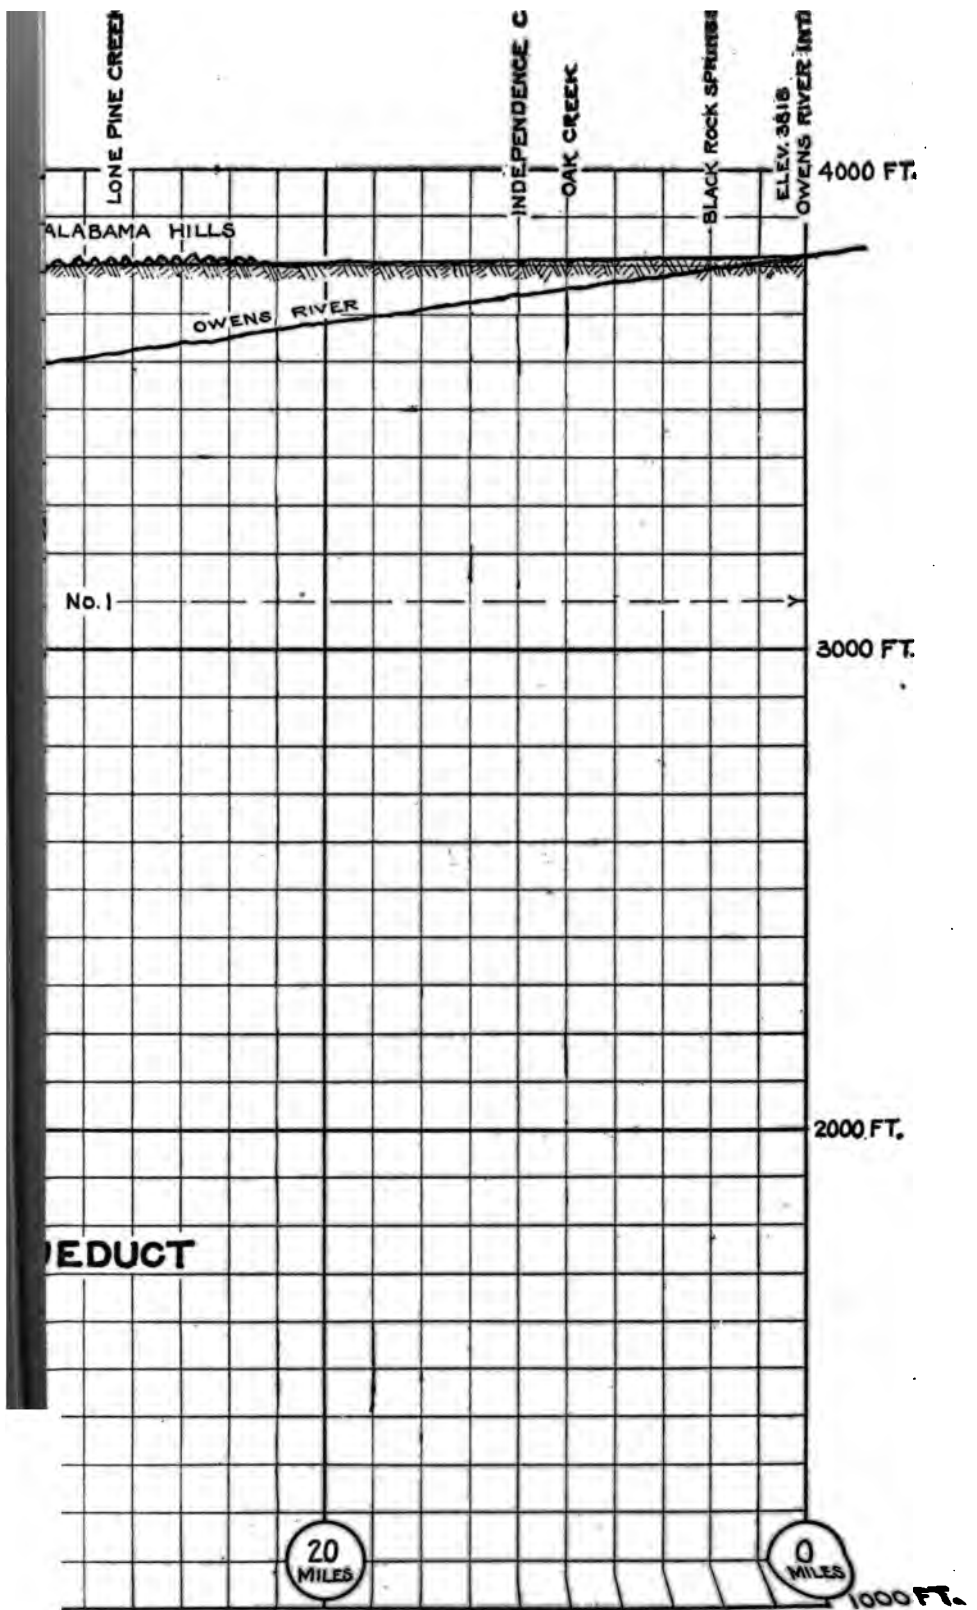 LONE PINE CREEK
INDEPENDENCE C
OAK CREEK
BLACK ROCK SPRINGS
ELEV. 3818
OWENS RIVER INT
4000 FT.
ALABAMA HILLS
OWENS RIVER
No. 1
3000 FT.
2000 FT.
UEDUCT
20
MILES
0
MILES
1000 FT.